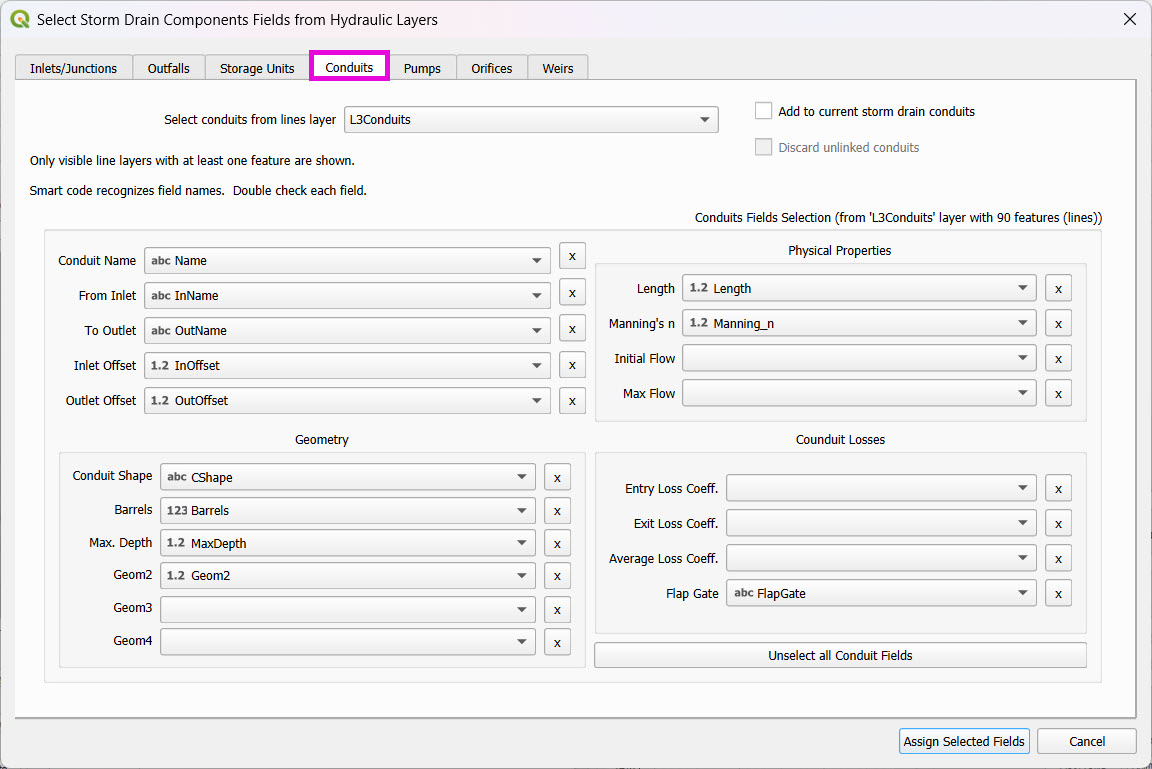 Select Storm Drain Components Fields from Hydraulic Layers
Inlets/Junctions Outfalls Storage Units Conduits Pumps Orifices Weirs
Select conduits from lines layer L3Conduits
Add to current storm drain conduits
Discard unlinked conduits
Only visible line layers with at least one feature are shown.
Smart code recognizes field names. Double check each field.
Conduits Fields Selection (from 'L3Conduits' layer with 90 features (lines))
Conduit Name abc Name x
From Inlet abc InName x
To Outlet abc OutName x
Inlet Offset 1.2 InOffset x
Outlet Offset 1.2 OutOffset x
Physical Properties
Length 1.2 Length x
Manning's n 1.2 Manning_n x
Initial Flow x
Max Flow x
Geometry
Conduit Shape abc CShape x
Barrels 123 Barrels x
Max. Depth 1.2 MaxDepth x
Geom2 1.2 Geom2 x
Geom3 x
Geom4 x
Counduit Losses
Entry Loss Coeff. x
Exit Loss Coeff. x
Average Loss Coeff. x
Flap Gate abc FlapGate x
Unselect all Conduit Fields
Assign Selected Fields Cancel